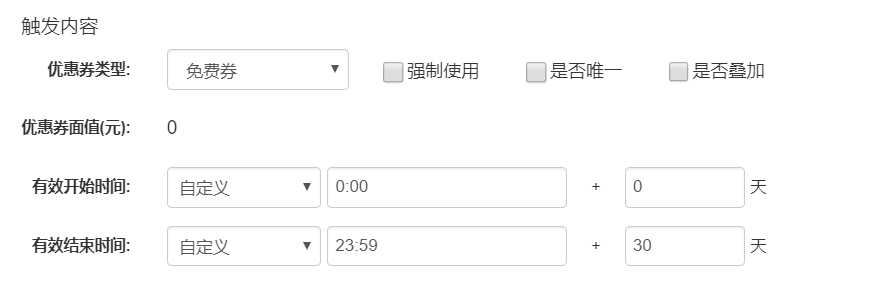 触发内容
优惠券类型: 免费券 强制使用 是否唯一 是否叠加
优惠券面值(元): 0
有效开始时间: 自定义 0:00 + 0 天
有效结束时间: 自定义 23:59 + 30 天